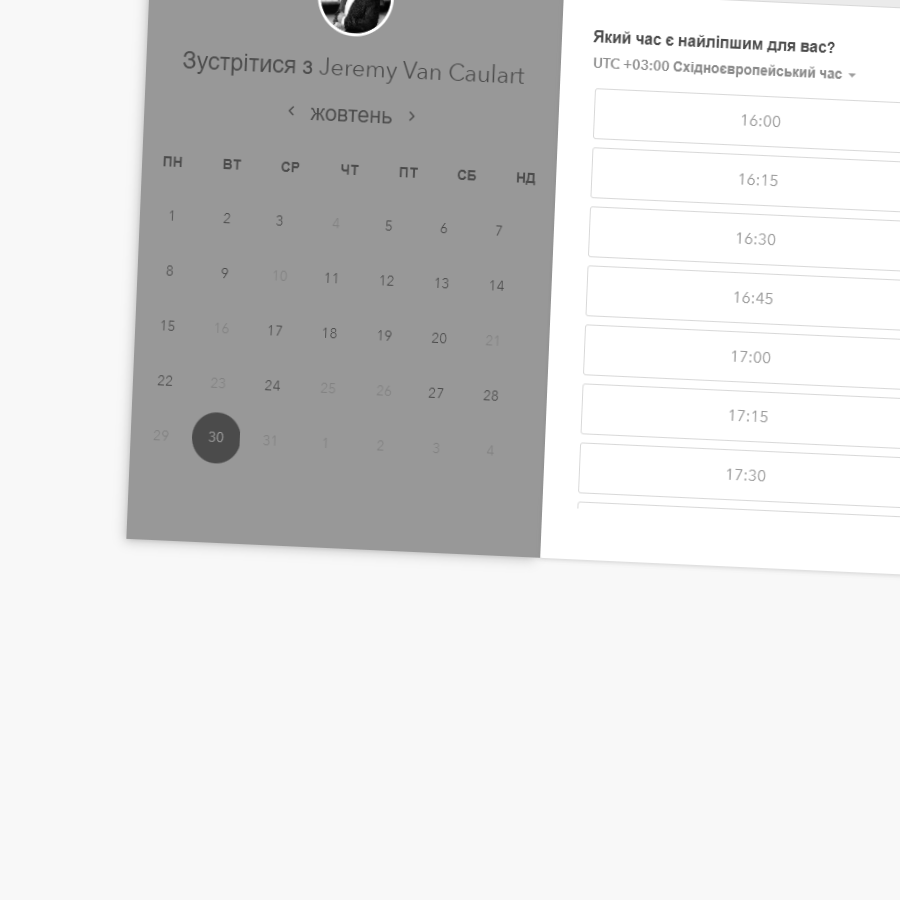 Зустрітися з Jeremy Van Caulart
жовтень
ПН ВТ СР ЧТ ПТ СБ НД
1 2 3 4 5 6 7
8 9 10 11 12 13 14
15 16 17 18 19 20 21
22 23 24 25 26 27 28
29 30 31 1 2 3 4
Який час є найліпшим для вас?
UTC +03:00 Східноєвропейський час
16:00
16:15
16:30
16:45
17:00
17:15
17:30